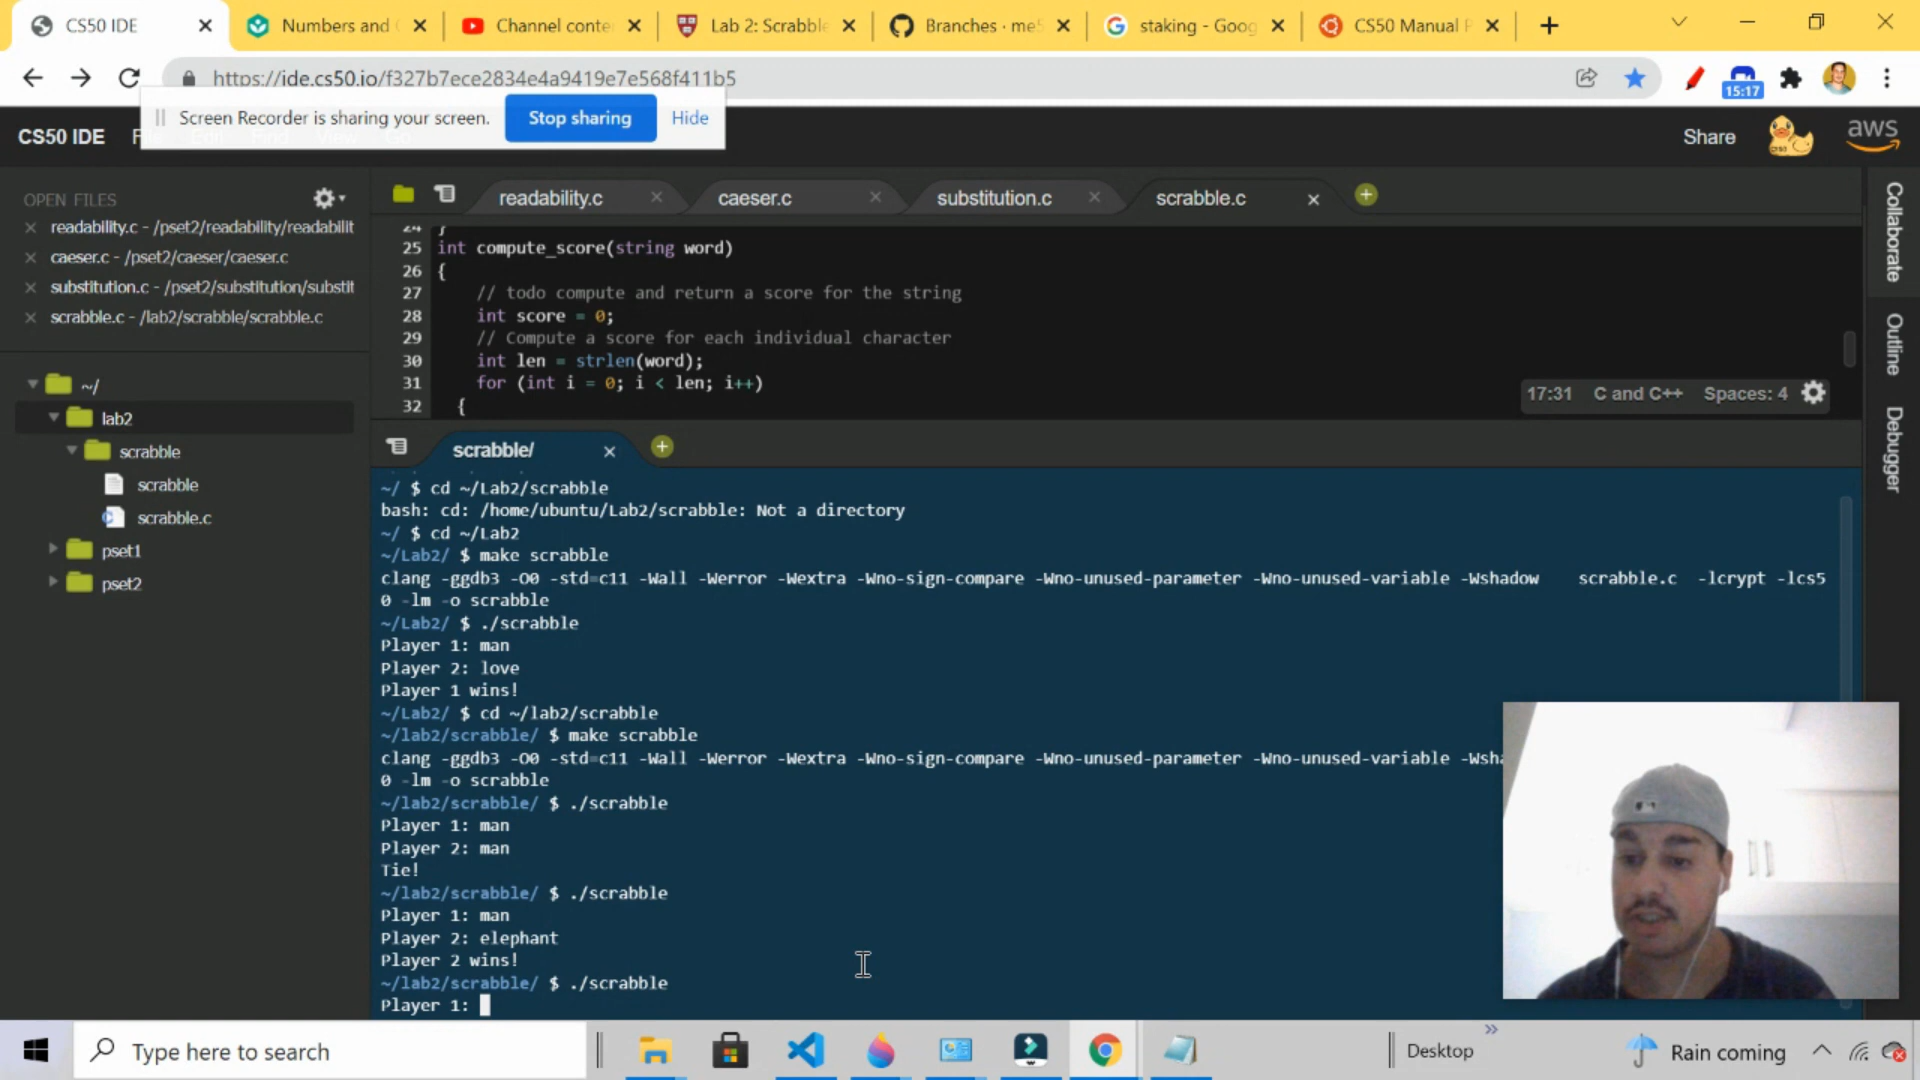 CS50 IDE
Numbers and
Channel conte
Lab 2: Scrabble
Branches · me5
staking - Goog
CS50 Manual P
https://ide.cs50.io/f327b7ece2834e4a9419e7e568f411b5
15:17
Screen Recorder is sharing your screen.
Stop sharing
Hide
CS50 IDE
Share
aws
OPEN FILES
readability.c - /pset2/readability/readabilit
caeser.c - /pset2/caeser/caeser.c
substitution.c - /pset2/substitution/substit
scrabble.c - /lab2/scrabble/scrabble.c
~/
lab2
scrabble
scrabble
scrabble.c
pset1
pset2
readability.c
caeser.c
substitution.c
scrabble.c
24 }
25 int compute_score(string word)
26 {
27 // todo compute and return a score for the string
28 int score = 0;
29 // Compute a score for each individual character
30 int len = strlen(word);
31 for (int i = 0; i < len; i++)
32 {
17:31 C and C++ Spaces: 4
Collaborate
Outline
Debugger
scrabble/
~/ $ cd ~/Lab2/scrabble
bash: cd: /home/ubuntu/Lab2/scrabble: Not a directory
~/ $ cd ~/Lab2
~/Lab2/ $ make scrabble
clang -ggdb3 -O0 -std=c11 -Wall -Werror -Wextra -Wno-sign-compare -Wno-unused-parameter -Wno-unused-variable -Wshadow scrabble.c -lcrypt -lcs5
0 -lm -o scrabble
~/Lab2/ $ ./scrabble
Player 1: man
Player 2: love
Player 1 wins!
~/Lab2/ $ cd ~/lab2/scrabble
~/lab2/scrabble/ $ make scrabble
clang -ggdb3 -O0 -std=c11 -Wall -Werror -Wextra -Wno-sign-compare -Wno-unused-parameter -Wno-unused-variable -Wsh
0 -lm -o scrabble
~/lab2/scrabble/ $ ./scrabble
Player 1: man
Player 2: man
Tie!
~/lab2/scrabble/ $ ./scrabble
Player 1: man
Player 2: elephant
Player 2 wins!
~/lab2/scrabble/ $ ./scrabble
Player 1:
Type here to search
Desktop
Rain coming